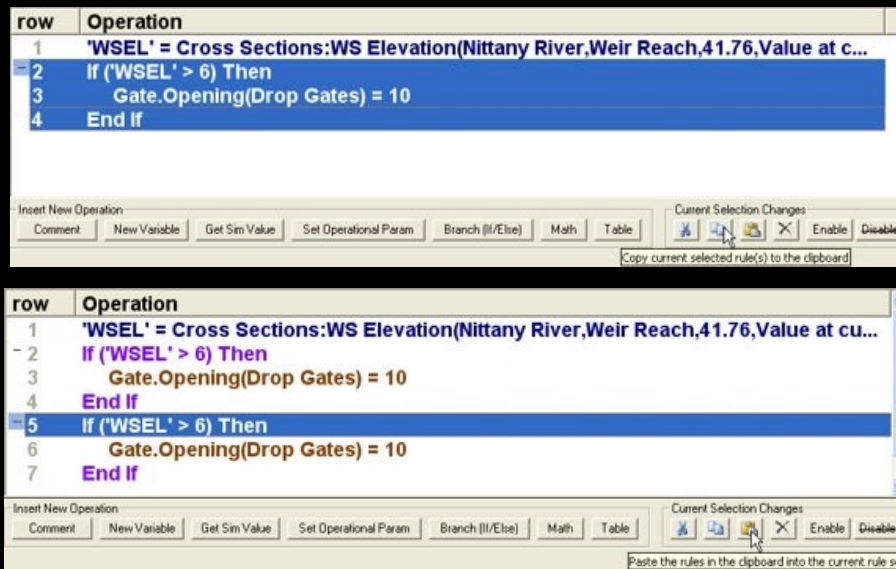 row Operation
1 'WSEL' = Cross Sections:WS Elevation(Nittany River,Weir Reach,41.76,Value at c...
2 If ('WSEL' > 6) Then
3 Gate.Opening(Drop Gates) = 10
4 End If
Insert New Operation Current Selection Changes
Comment New Variable Get Sim Value Set Operational Param Branch (If/Else) Math Table Enable Disable
Copy current selected rule(s) to the clipboard
row Operation
1 'WSEL' = Cross Sections:WS Elevation(Nittany River,Weir Reach,41.76,Value at cu...
2 If ('WSEL' > 6) Then
3 Gate.Opening(Drop Gates) = 10
4 End If
5 If ('WSEL' > 6) Then
6 Gate.Opening(Drop Gates) = 10
7 End If
Insert New Operation Current Selection Changes
Comment New Variable Get Sim Value Set Operational Param Branch (If/Else) Math Table Enable Disable
Paste the rules in the clipboard into the current rule